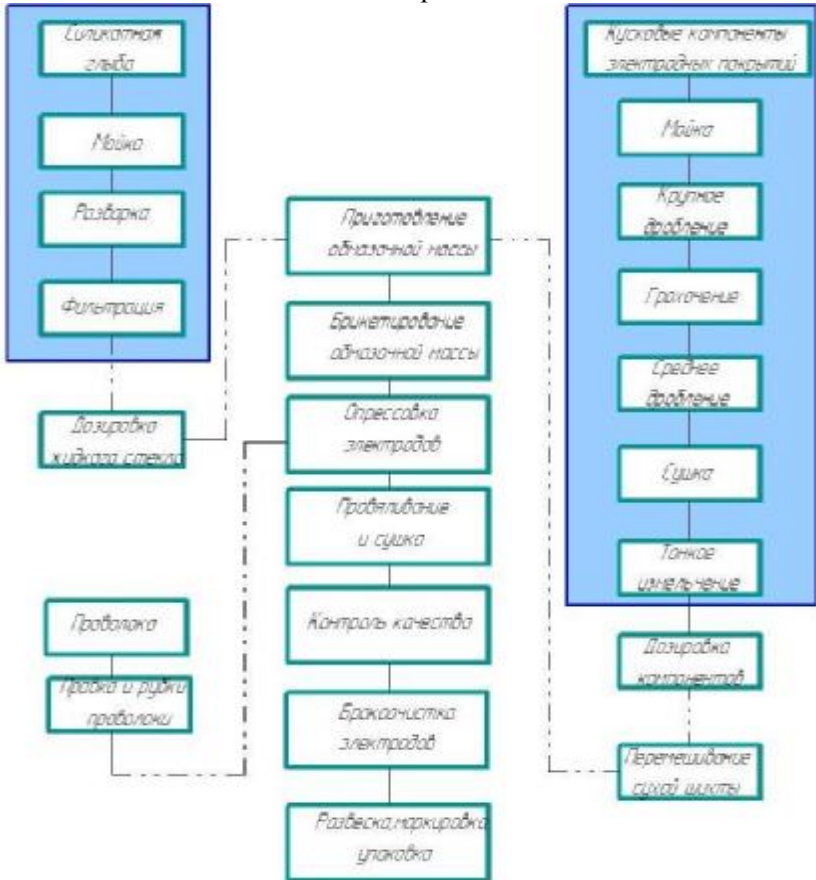 Силикатная
глыба
Мойка
Разварка
Фильтрация
Дозировка
жидкого стекла
Проволока
Правка и рубки
проволоки
Приготовление
обмазочной массы
Брикетирование
обмазочной массы
Опрессовка
электродов
Провяливание
и сушка
Контроль качества
Бракоочистка
электродов
Развеска,маркировка
упаковка
Кусковые компоненты
электродных покрытий
Мойка
Крупное
дробление
Грохочение
Среднее
дробление
Сушка
Тонкое
измельчение
Дозировка
компонентов
Перемешивание
сухой шихты